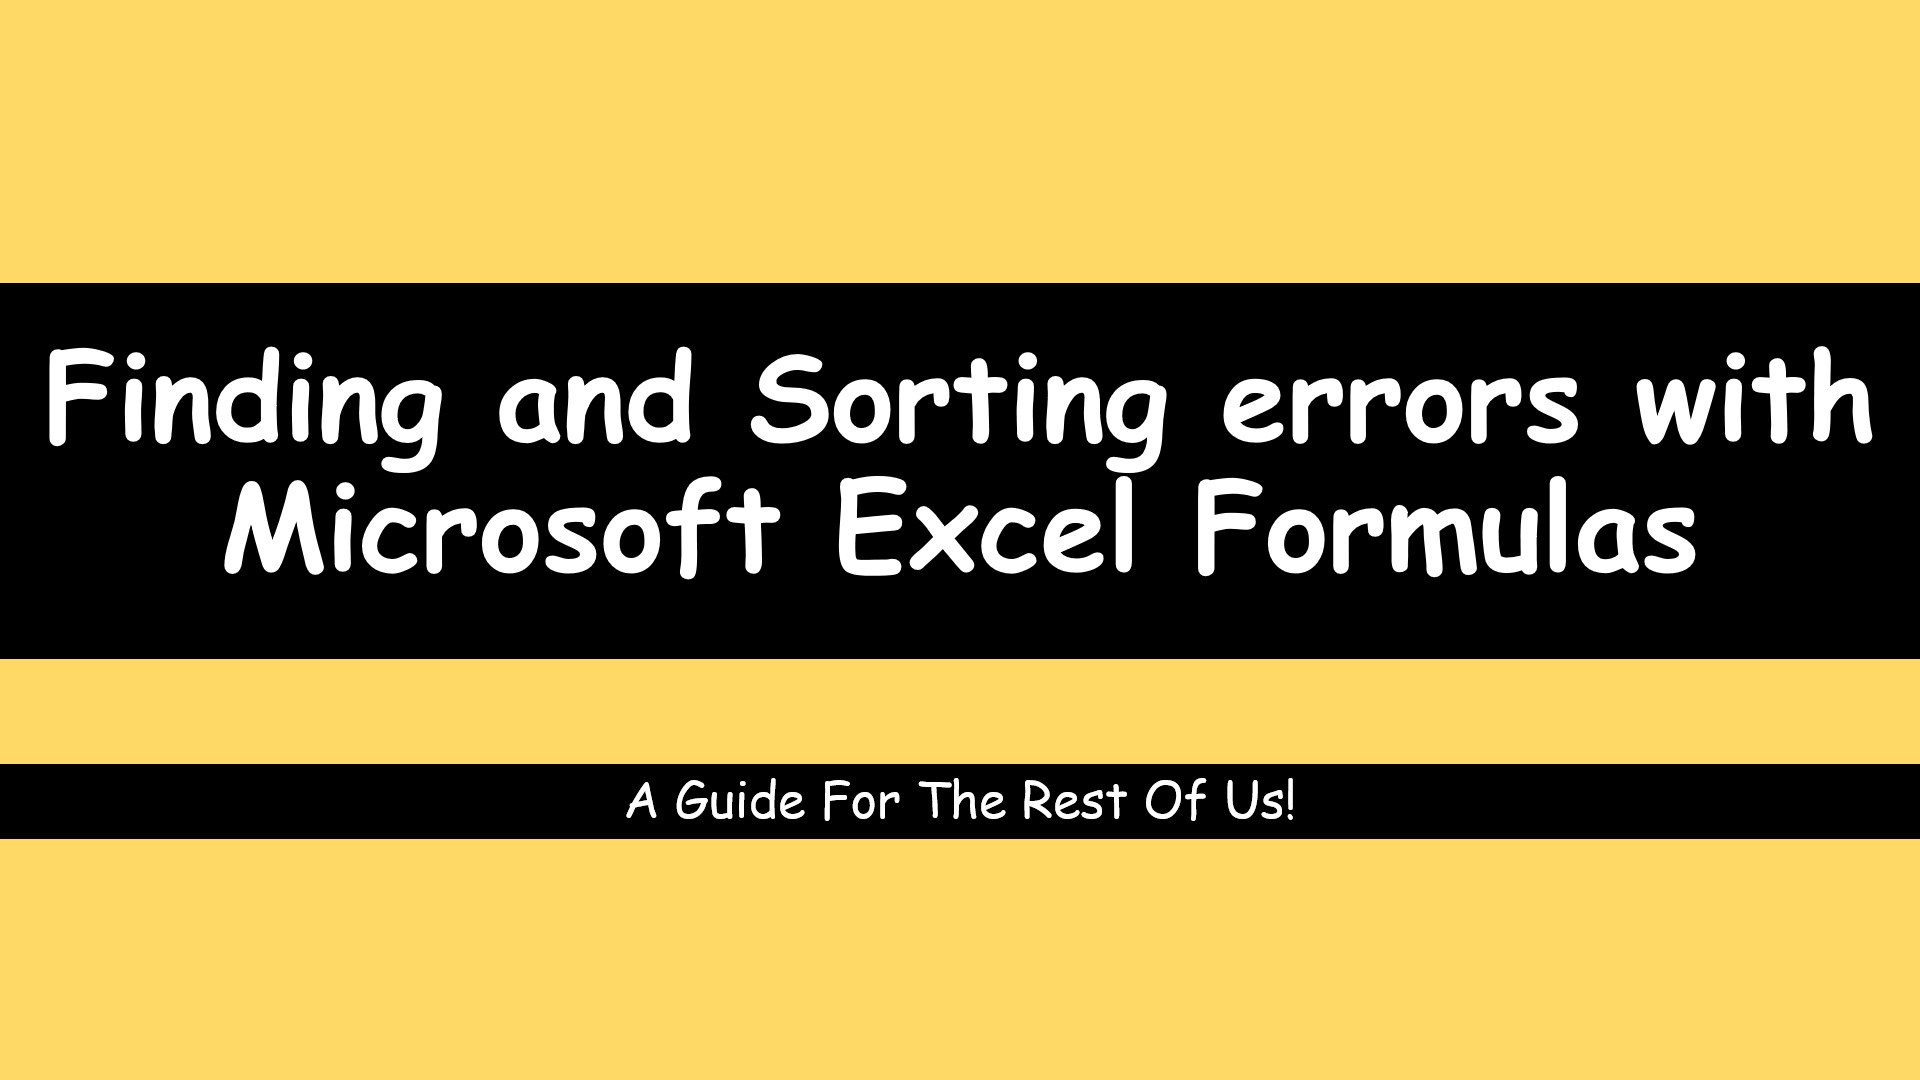 Finding and Sorting errors with
Microsoft Excel Formulas
A Guide For The Rest Of Us!